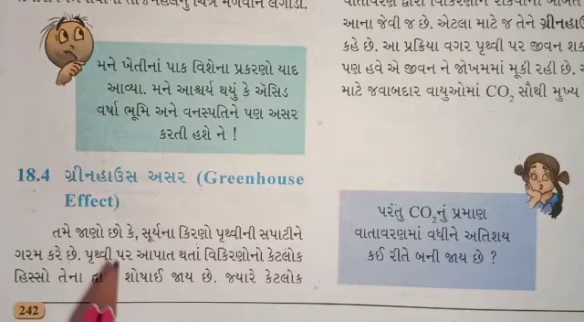 મને ખેતીનાં પાક વિશેના પ્રકરણો યાદ
આવ્યા. મને આશ્ચર્ય થયું કે ઍસિડ
વર્ષા ભૂમિ અને વનસ્પતિને પણ અસર
કરતી હશે ને !
18.4 ગ્રીનહાઉસ અસર (Greenhouse
Effect)
તમે જાણો છો કે, સૂર્યના કિરણો પૃથ્વીની સપાટીને
ગરમ કરે છે. પૃથ્વી પર આપાત થતાં વિકિરણોનો કેટલોક
હિસ્સો તેના શોષાઈ જાય છે. જ્યારે કેટલોક
242
આના જેવી જ છે. એટલા માટે જ તેને
કહે છે. આ પ્રક્રિયા વગર પૃથ્વી પર જીવન
પણ હવે એ જીવન ને જોખમમાં મૂકી રહી છે.
માટે જવાબદાર વાયુઓમાં CO₂ સૌથી મુખ્ય
પરંતુ CO₂નું પ્રમાણ
વાતાવરણમાં વધીને અતિશય
કઈ રીતે બની જાય છે ?